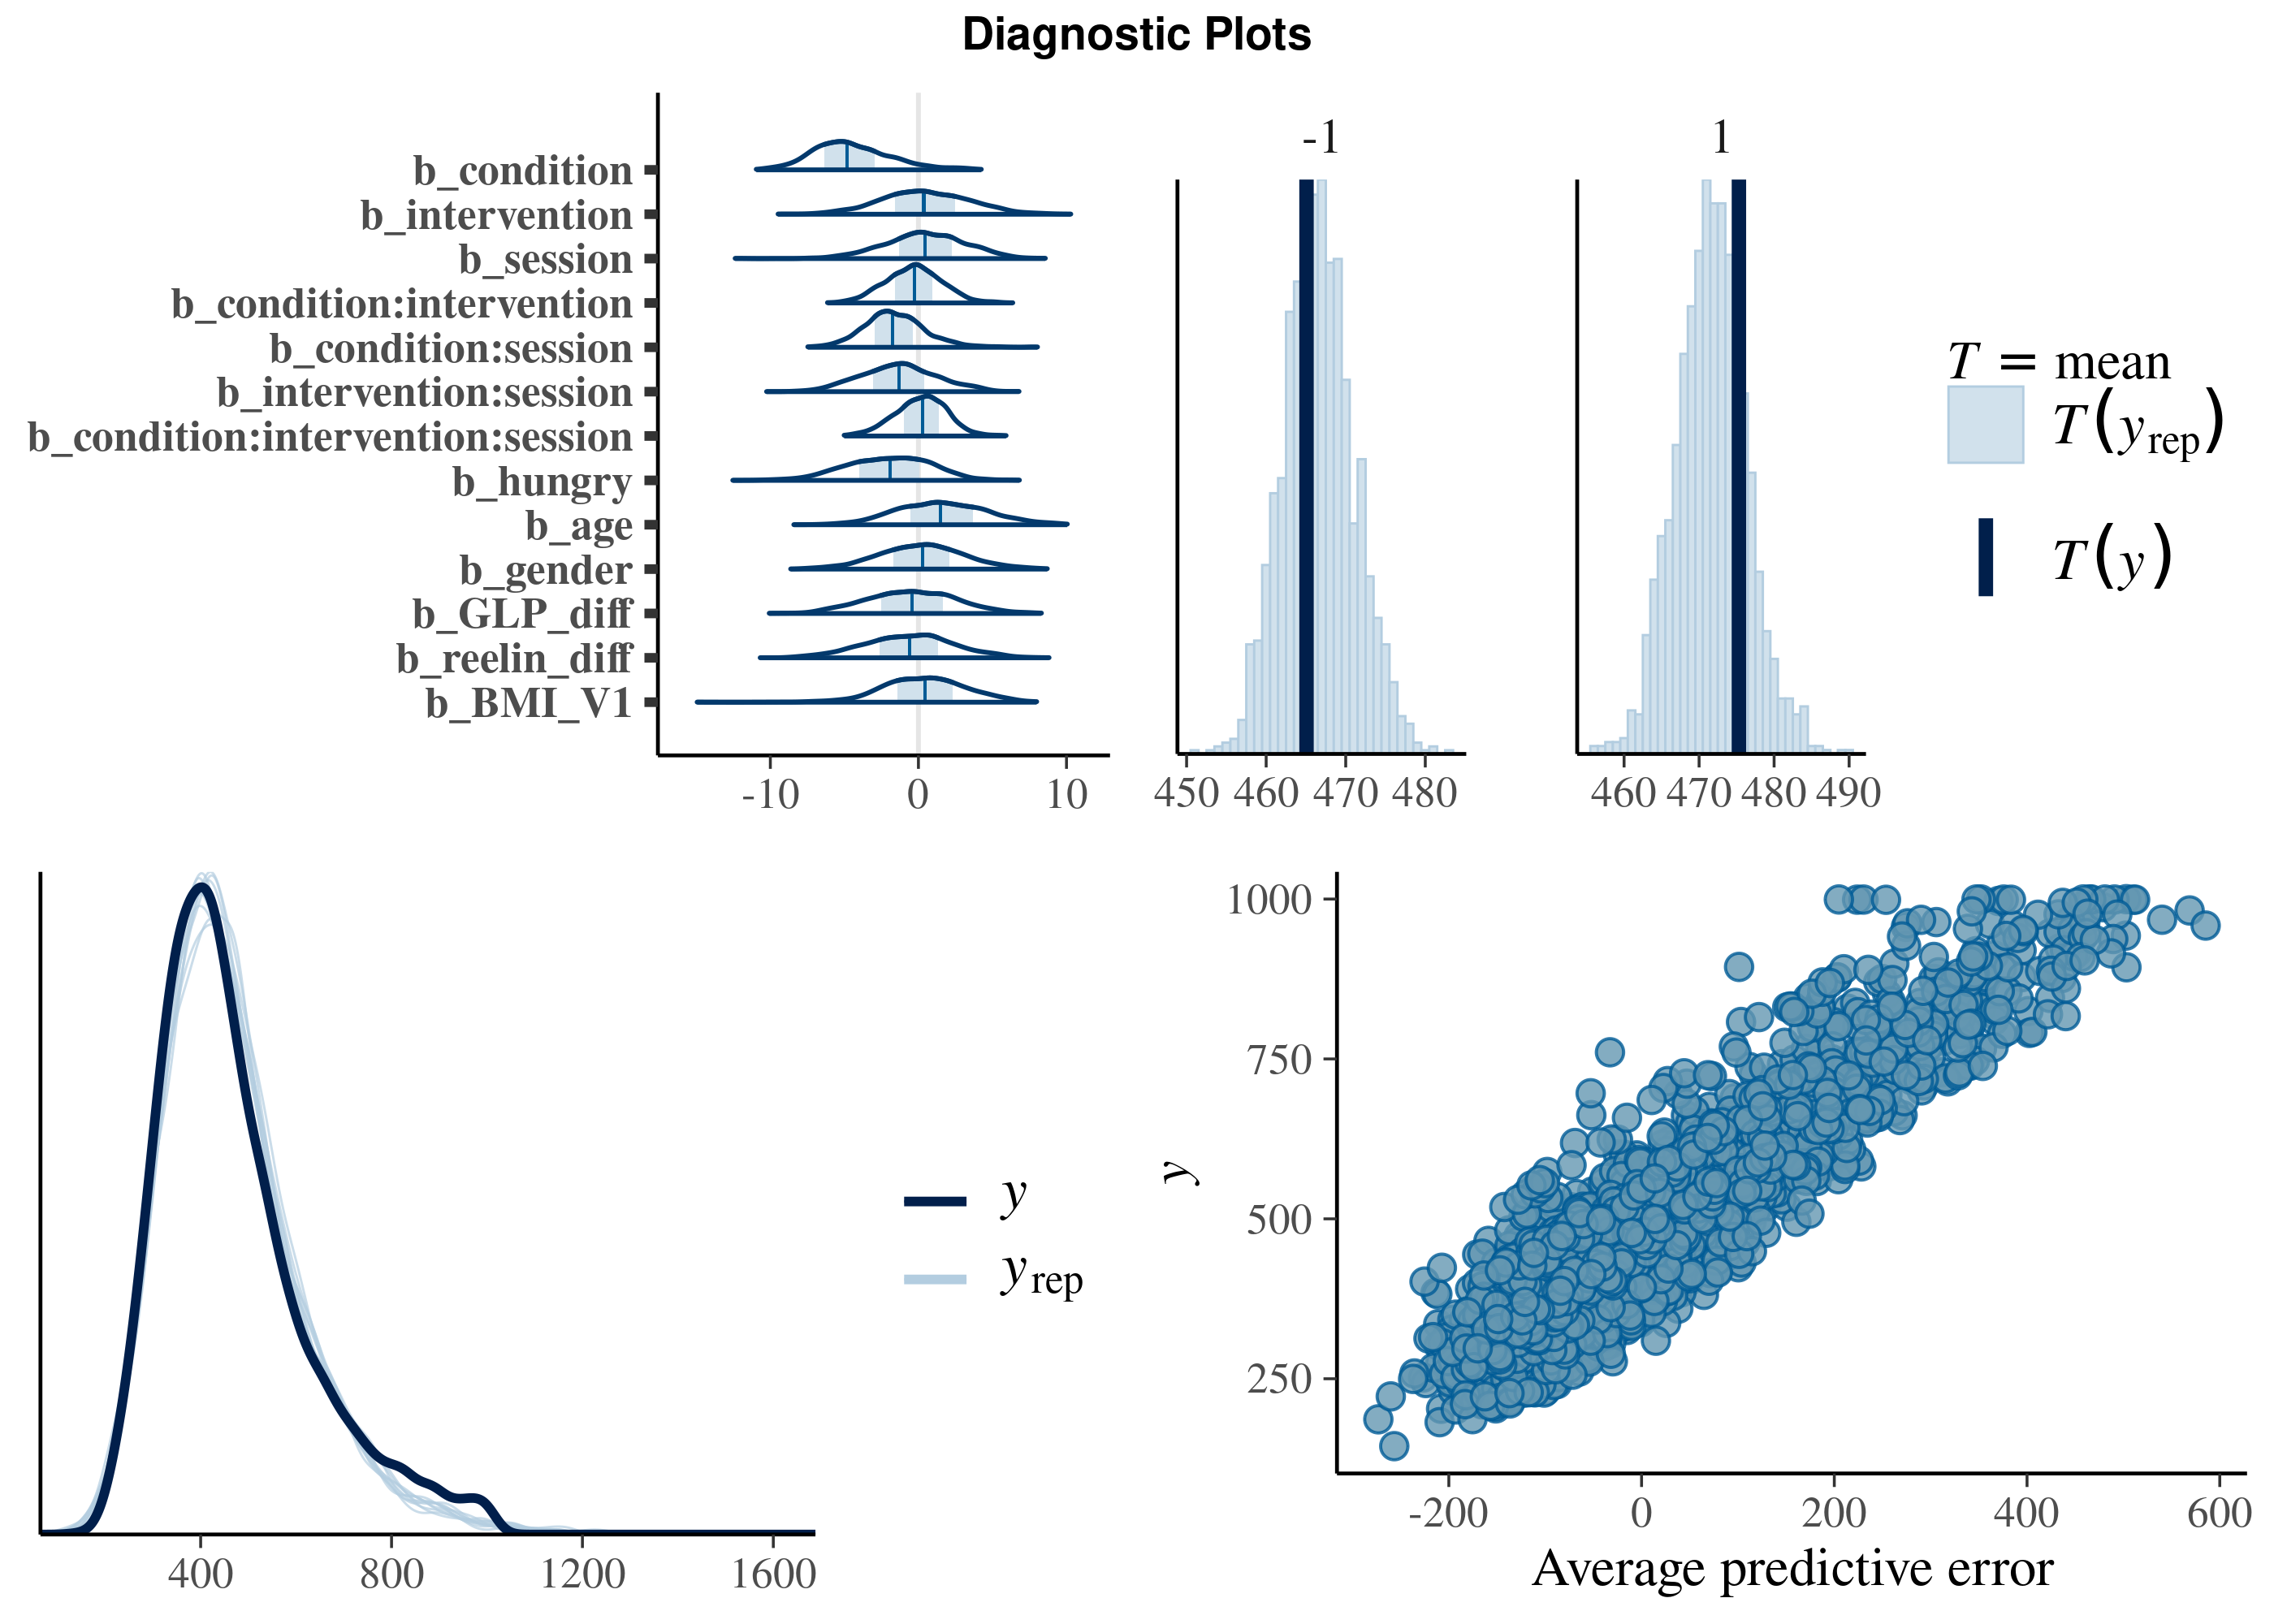 Diagnostic Plots
b_condition
b_intervention
b_session
b_condition:intervention
b_condition:session
b_intervention:session
b_condition:intervention:session
b_hungry
b_age
b_gender
b_GLP_diff
b_reelin_diff
b_BMI_V1
-10 0 10
-1
450 460 470 480
1
460 470 480 490
T = mean
T(yrep)
T(y)
400 800 1200 1600
y
yrep
y
1000
750
500
250
-200 0 200 400 600
Average predictive error